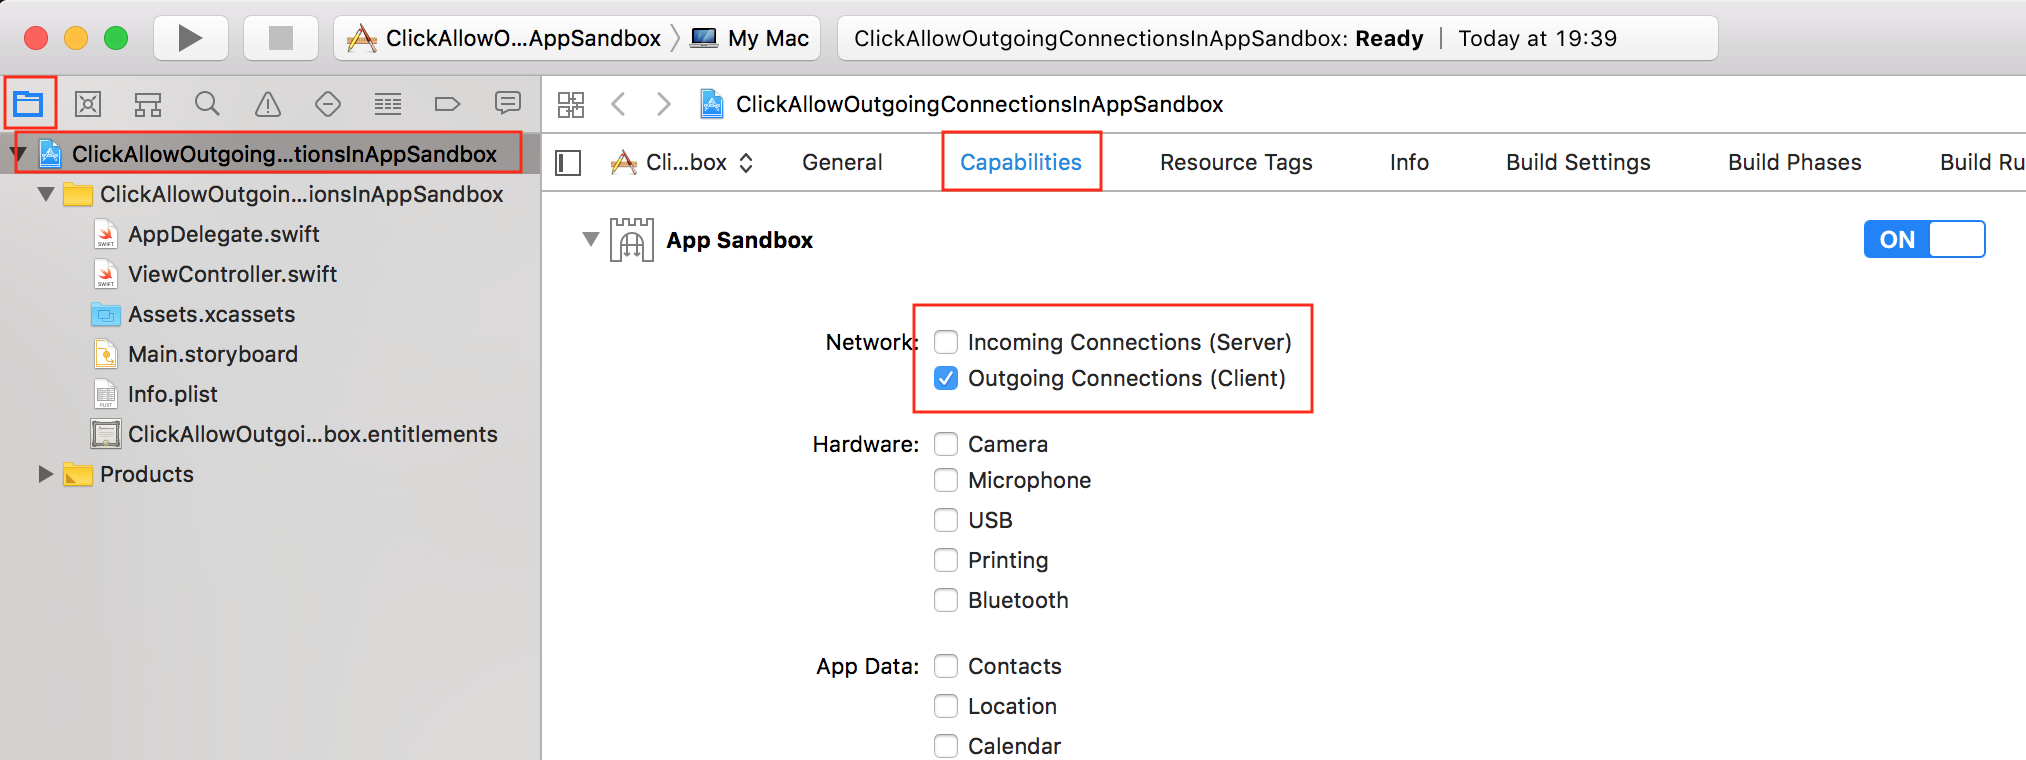 ClickAllowO...AppSandbox
My Mac
ClickAllowOutgoingConnectionsInAppSandbox: Ready | Today at 19:39
ClickAllowOutgoingConnectionsInAppSandbox
ClickAllowOutgoing...tionsInAppSandbox
ClickAllowOutgoin...ionsInAppSandbox
AppDelegate.swift
ViewController.swift
Assets.xcassets
Main.storyboard
Info.plist
ClickAllowOutgoi...box.entitlements
Products
Cli...box
General
Capabilities
Resource Tags
Info
Build Settings
Build Phases
Build Ru
App Sandbox
ON
Network:
Incoming Connections (Server)
Outgoing Connections (Client)
Hardware:
Camera
Microphone
USB
Printing
Bluetooth
App Data:
Contacts
Location
Calendar